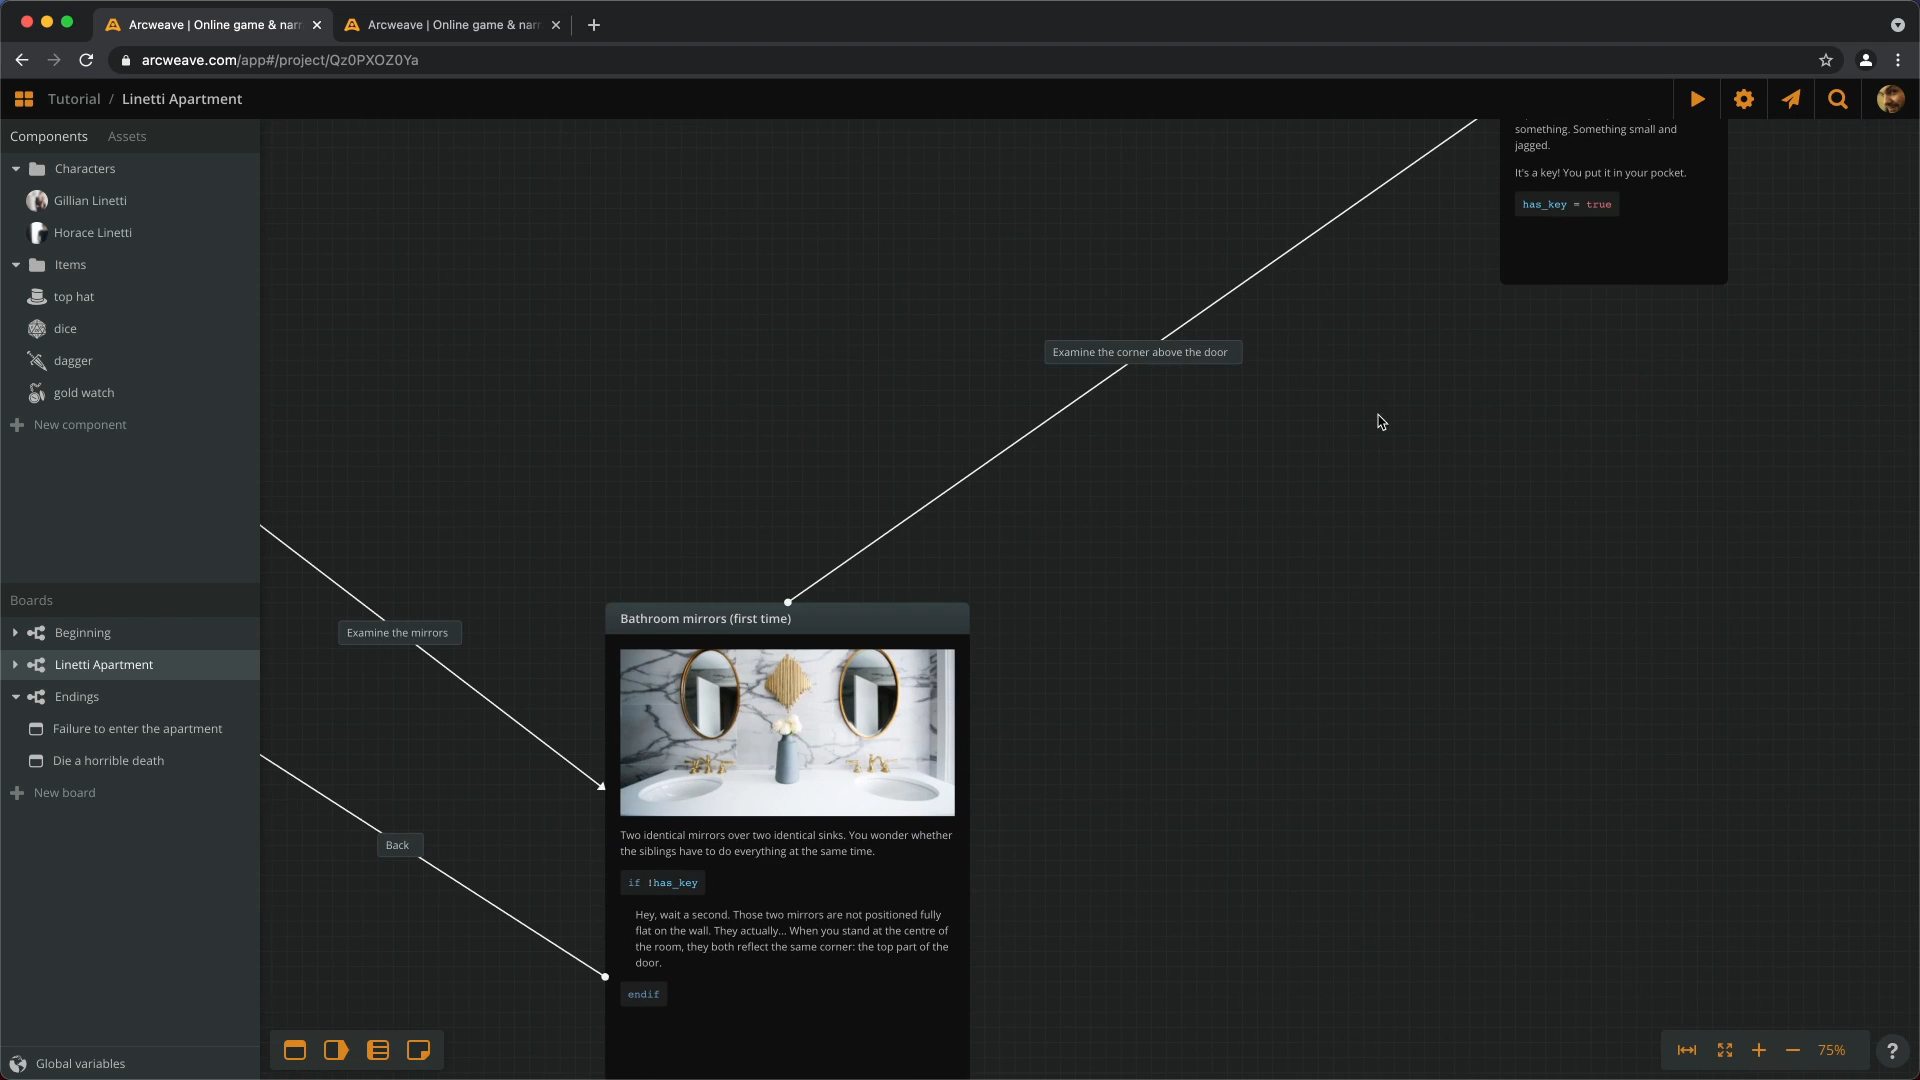 Arcweave | Online game & nar
Arcweave | Online game & nar
arcweave.com/app#/project/Qz0PXOZ0Ya
Tutorial / Linetti Apartment
Components
Assets
Characters
Gillian Linetti
Horace Linetti
Items
top hat
dice
dagger
gold watch
New component
Boards
Beginning
Linetti Apartment
Endings
Failure to enter the apartment
Die a horrible death
New board
Global variables
something. Something small and
jagged.
It's a key! You put it in your pocket.
has_key = true
Examine the corner above the door
Examine the mirrors
Back
Bathroom mirrors (first time)
Two identical mirrors over two identical sinks. You wonder whether
the siblings have to do everything at the same time.
if !has_key
Hey, wait a second. Those two mirrors are not positioned fully
flat on the wall. They actually... When you stand at the centre of
the room, they both reflect the same corner: the top part of the
door.
endif
75%
?